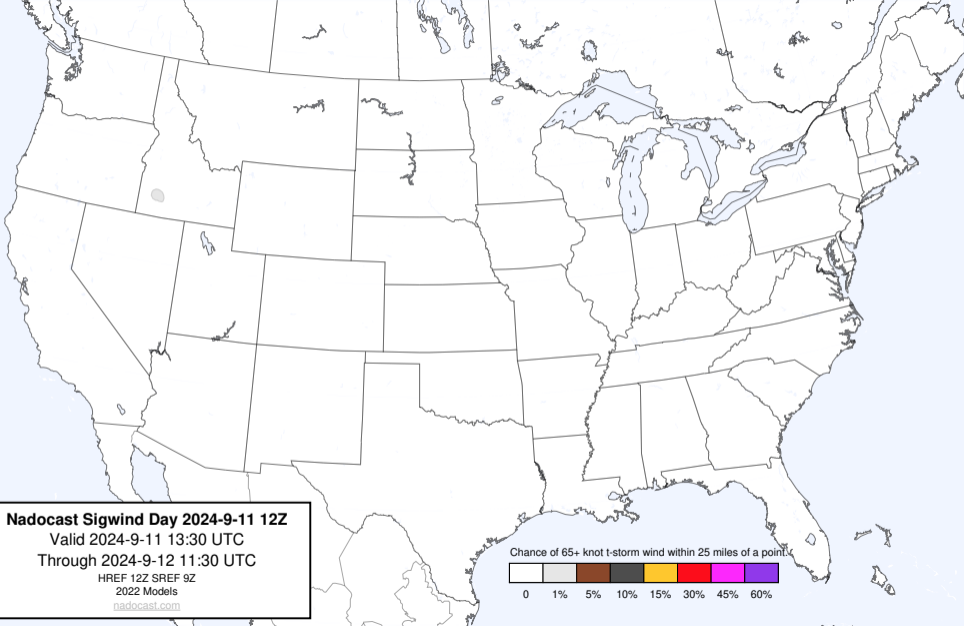 Nadocast Sigwind Day 2024-9-11 12Z
Valid 2024-9-11 13:30 UTC
Through 2024-9-12 11:30 UTC
HREF 12Z SREF 9Z
2022 Models
nadocast.com
Chance of 65+ knot t-storm wind within 25 miles of a point.
0 1% 5% 10% 15% 30% 45% 60%